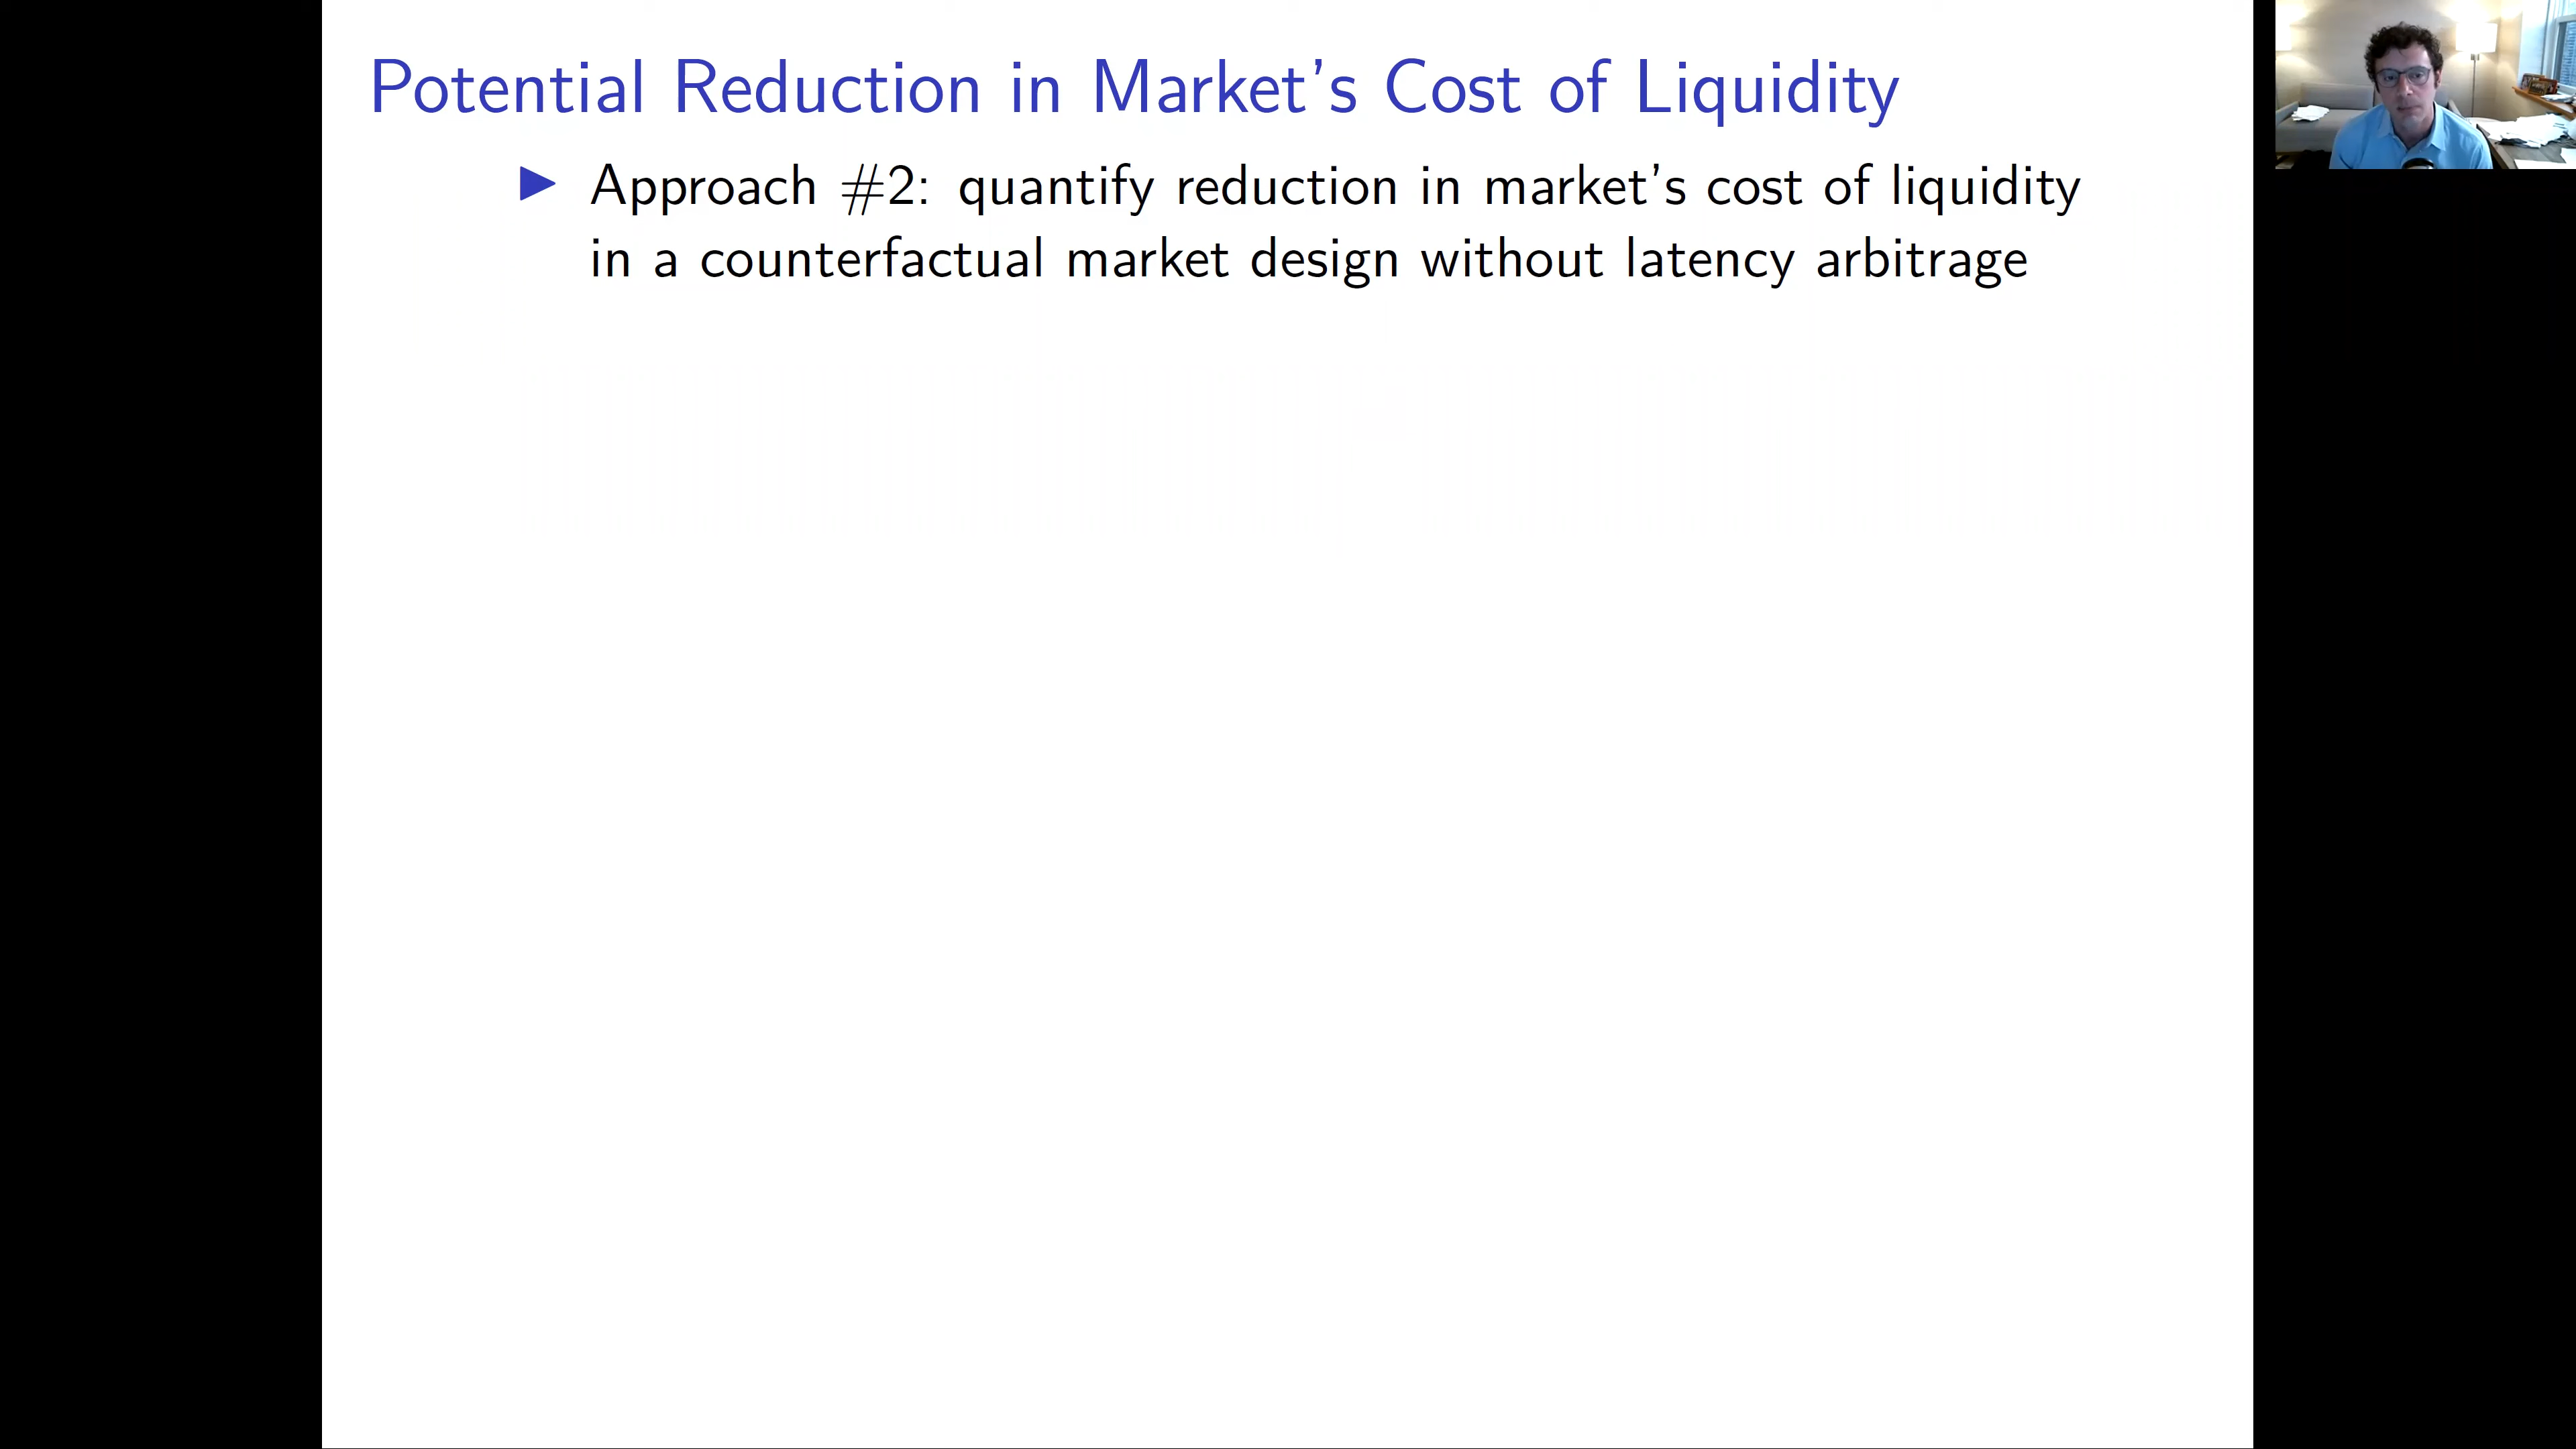 Potential Reduction in Market's Cost of Liquidity
▶ Approach #2: quantify reduction in market's cost of liquidity
in a counterfactual market design without latency arbitrage